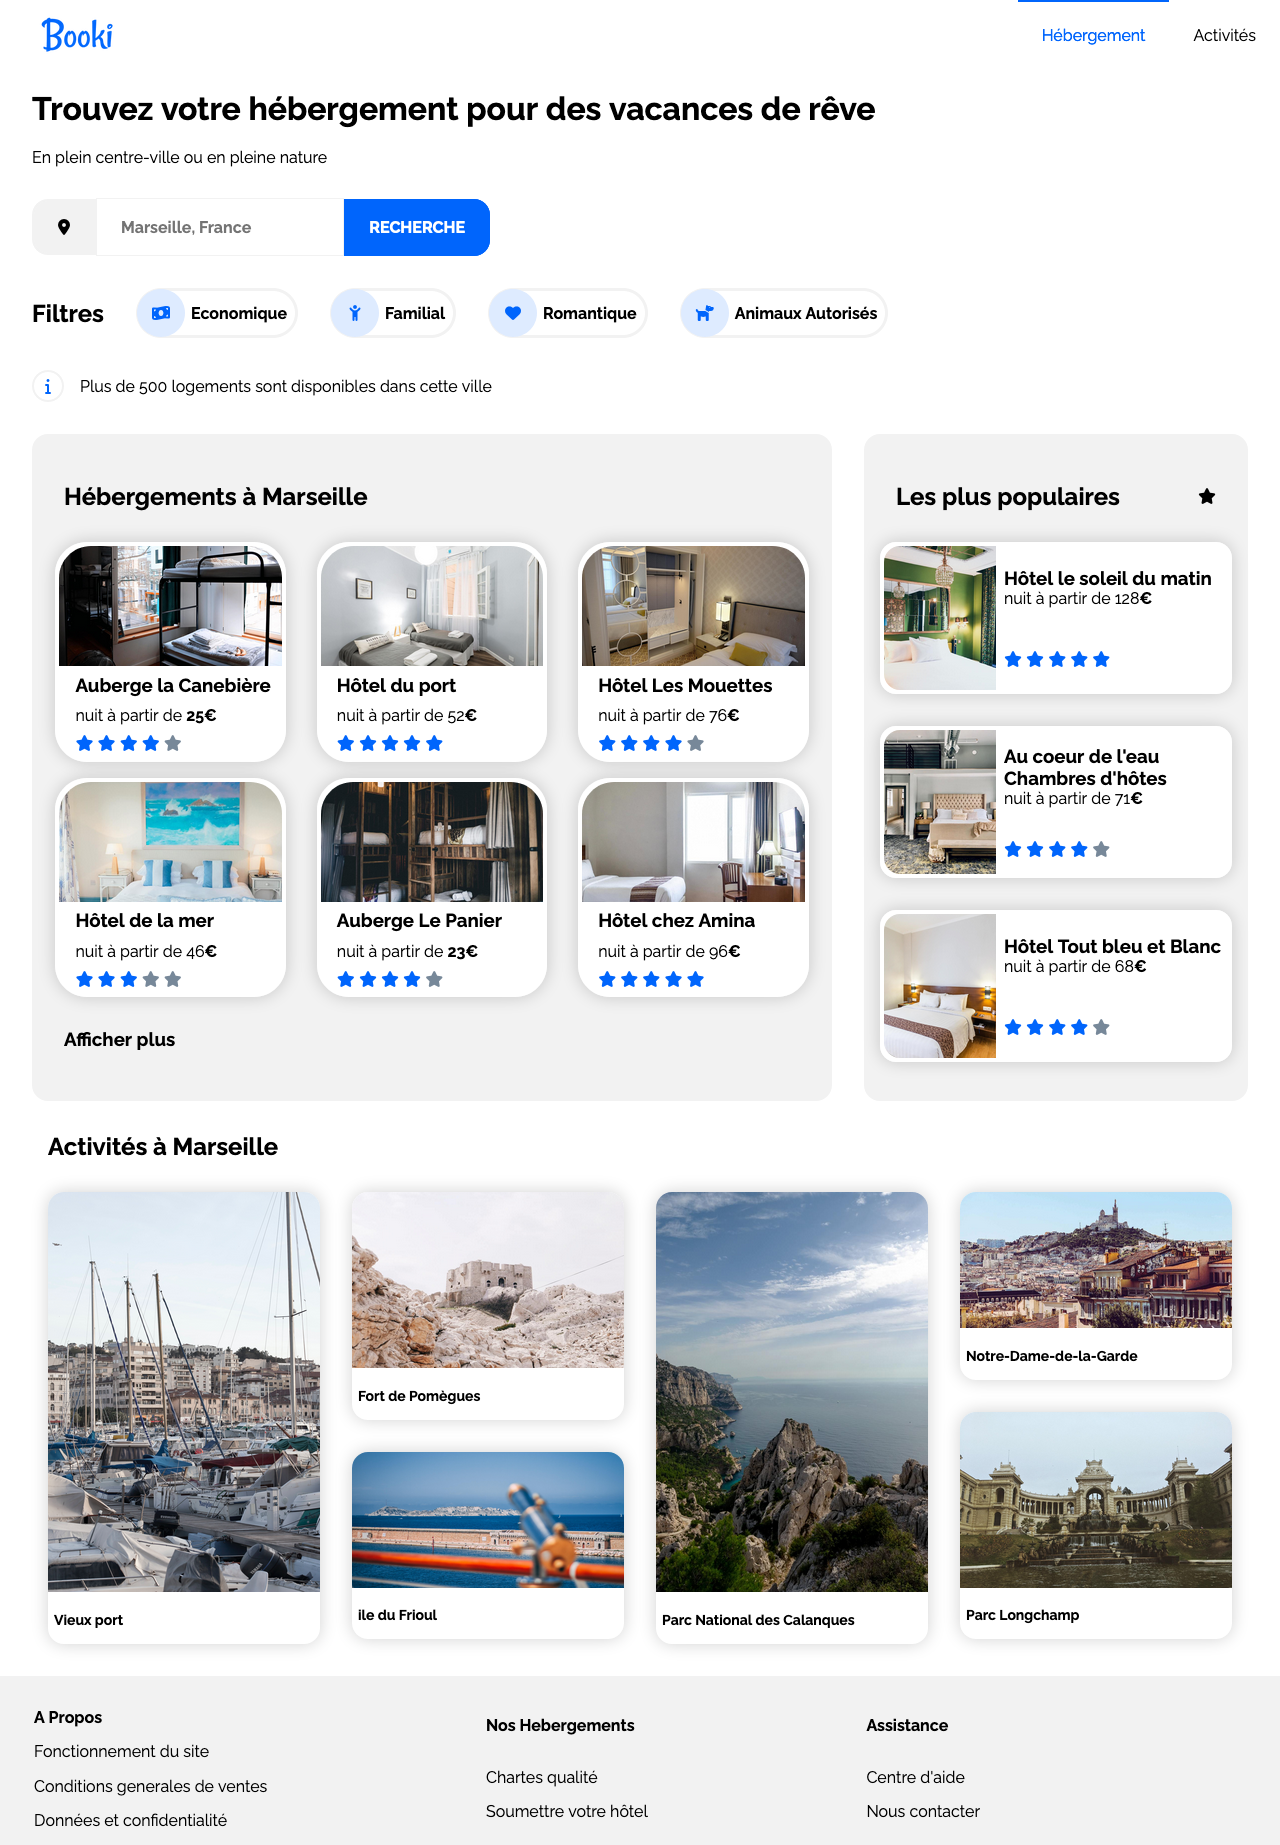 Booki
Hébergement
Activités
Trouvez votre hébergement pour des vacances de rêve
En plein centre-ville ou en pleine nature
Marseille, France
RECHERCHE
Filtres
Economique
Familial
Romantique
Animaux Autorisés
Plus de 500 logements sont disponibles dans cette ville
Hébergements à Marseille
Auberge la Canebière
nuit à partir de 25€
Hôtel du port
nuit à partir de 52€
Hôtel Les Mouettes
nuit à partir de 76€
Hôtel de la mer
nuit à partir de 46€
Auberge Le Panier
nuit à partir de 23€
Hôtel chez Amina
nuit à partir de 96€
Afficher plus
Les plus populaires
Hôtel le soleil du matin
nuit à partir de 128€
Au coeur de l'eau
Chambres d'hôtes
nuit à partir de 71€
Hôtel Tout bleu et Blanc
nuit à partir de 68€
Activités à Marseille
Vieux port
Fort de Pomègues
ile du Frioul
Parc National des Calanques
Notre-Dame-de-la-Garde
Parc Longchamp
A Propos
Fonctionnement du site
Conditions generales de ventes
Données et confidentialité
Nos Hebergements
Chartes qualité
Soumettre votre hôtel
Assistance
Centre d'aide
Nous contacter